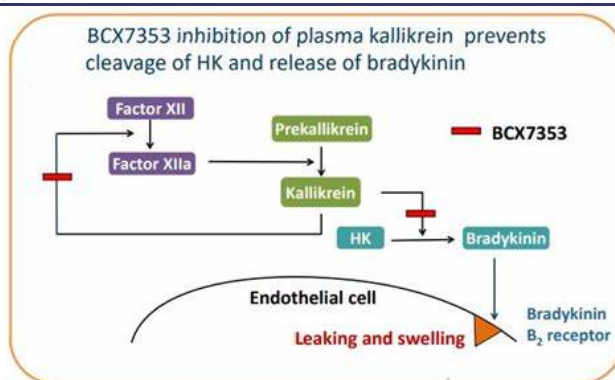 BCX7353 inhibition of plasma kallikrein prevents
cleavage of HK and release of bradykinin
Factor XII
Prekallikrein
BCX7353
Factor XIIa
Kallikrein
HK
Bradykinin
Endothelial cell
Leaking and swelling
Bradykinin
B₂ receptor